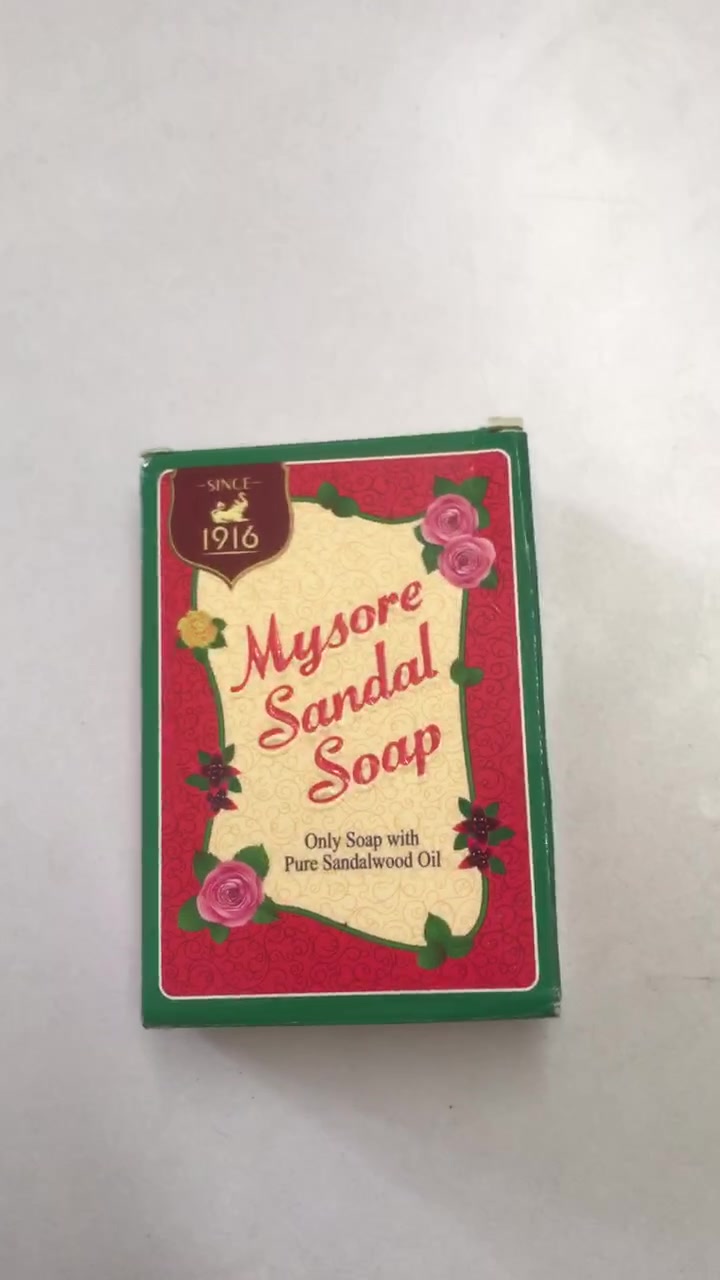 -SINCE-
1916
Mysore
Sandal
Soap
Only Soap with
Pure Sandalwood Oil